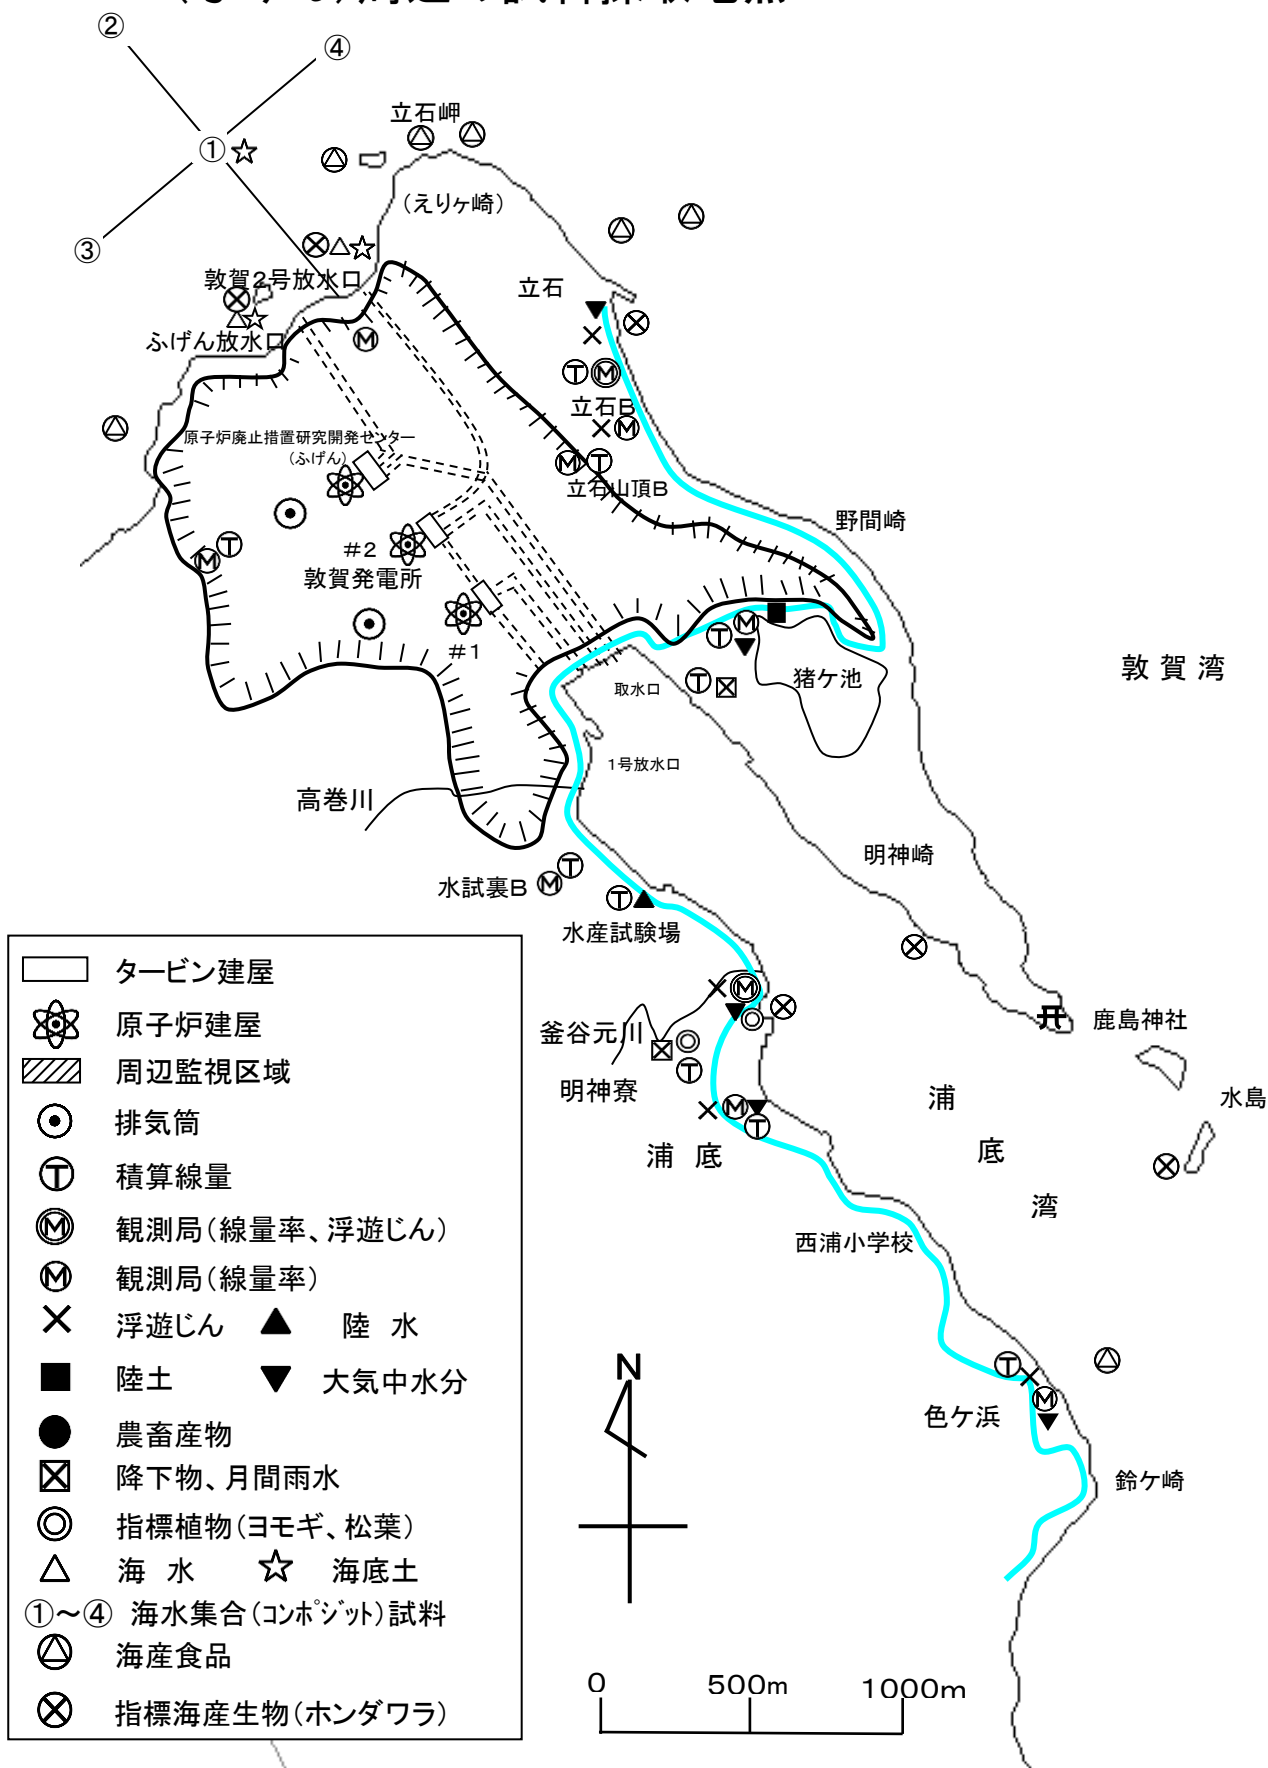 ②
④
立石岬
①
(えりヶ崎)
③
敦賀2号放水口
立石
ふげん放水口
立石B
原子炉廃止措置研究開発センター
(ふげん)
立石山頂B
野間崎
#2
敦賀発電所
#1
敦賀湾
猪ケ池
取水口
1号放水口
高巻川
明神崎
水試裏B
水産試験場
鹿島神社
釜谷元川
明神寮
水島
浦底
浦底湾
西浦小学校
色ケ浜
鈴ケ崎
タービン建屋
原子炉建屋
周辺監視区域
排気筒
T 積算線量
M 観測局(線量率、浮遊じん)
M 観測局(線量率)
浮遊じん 陸 水
陸土 大気中水分
農畜産物
降下物、月間雨水
指標植物(ヨモギ、松葉)
海 水 海底土
①~④ 海水集合(コンポジット)試料
海産食品
指標海産生物(ホンダワラ)
N
0 500m 1000m